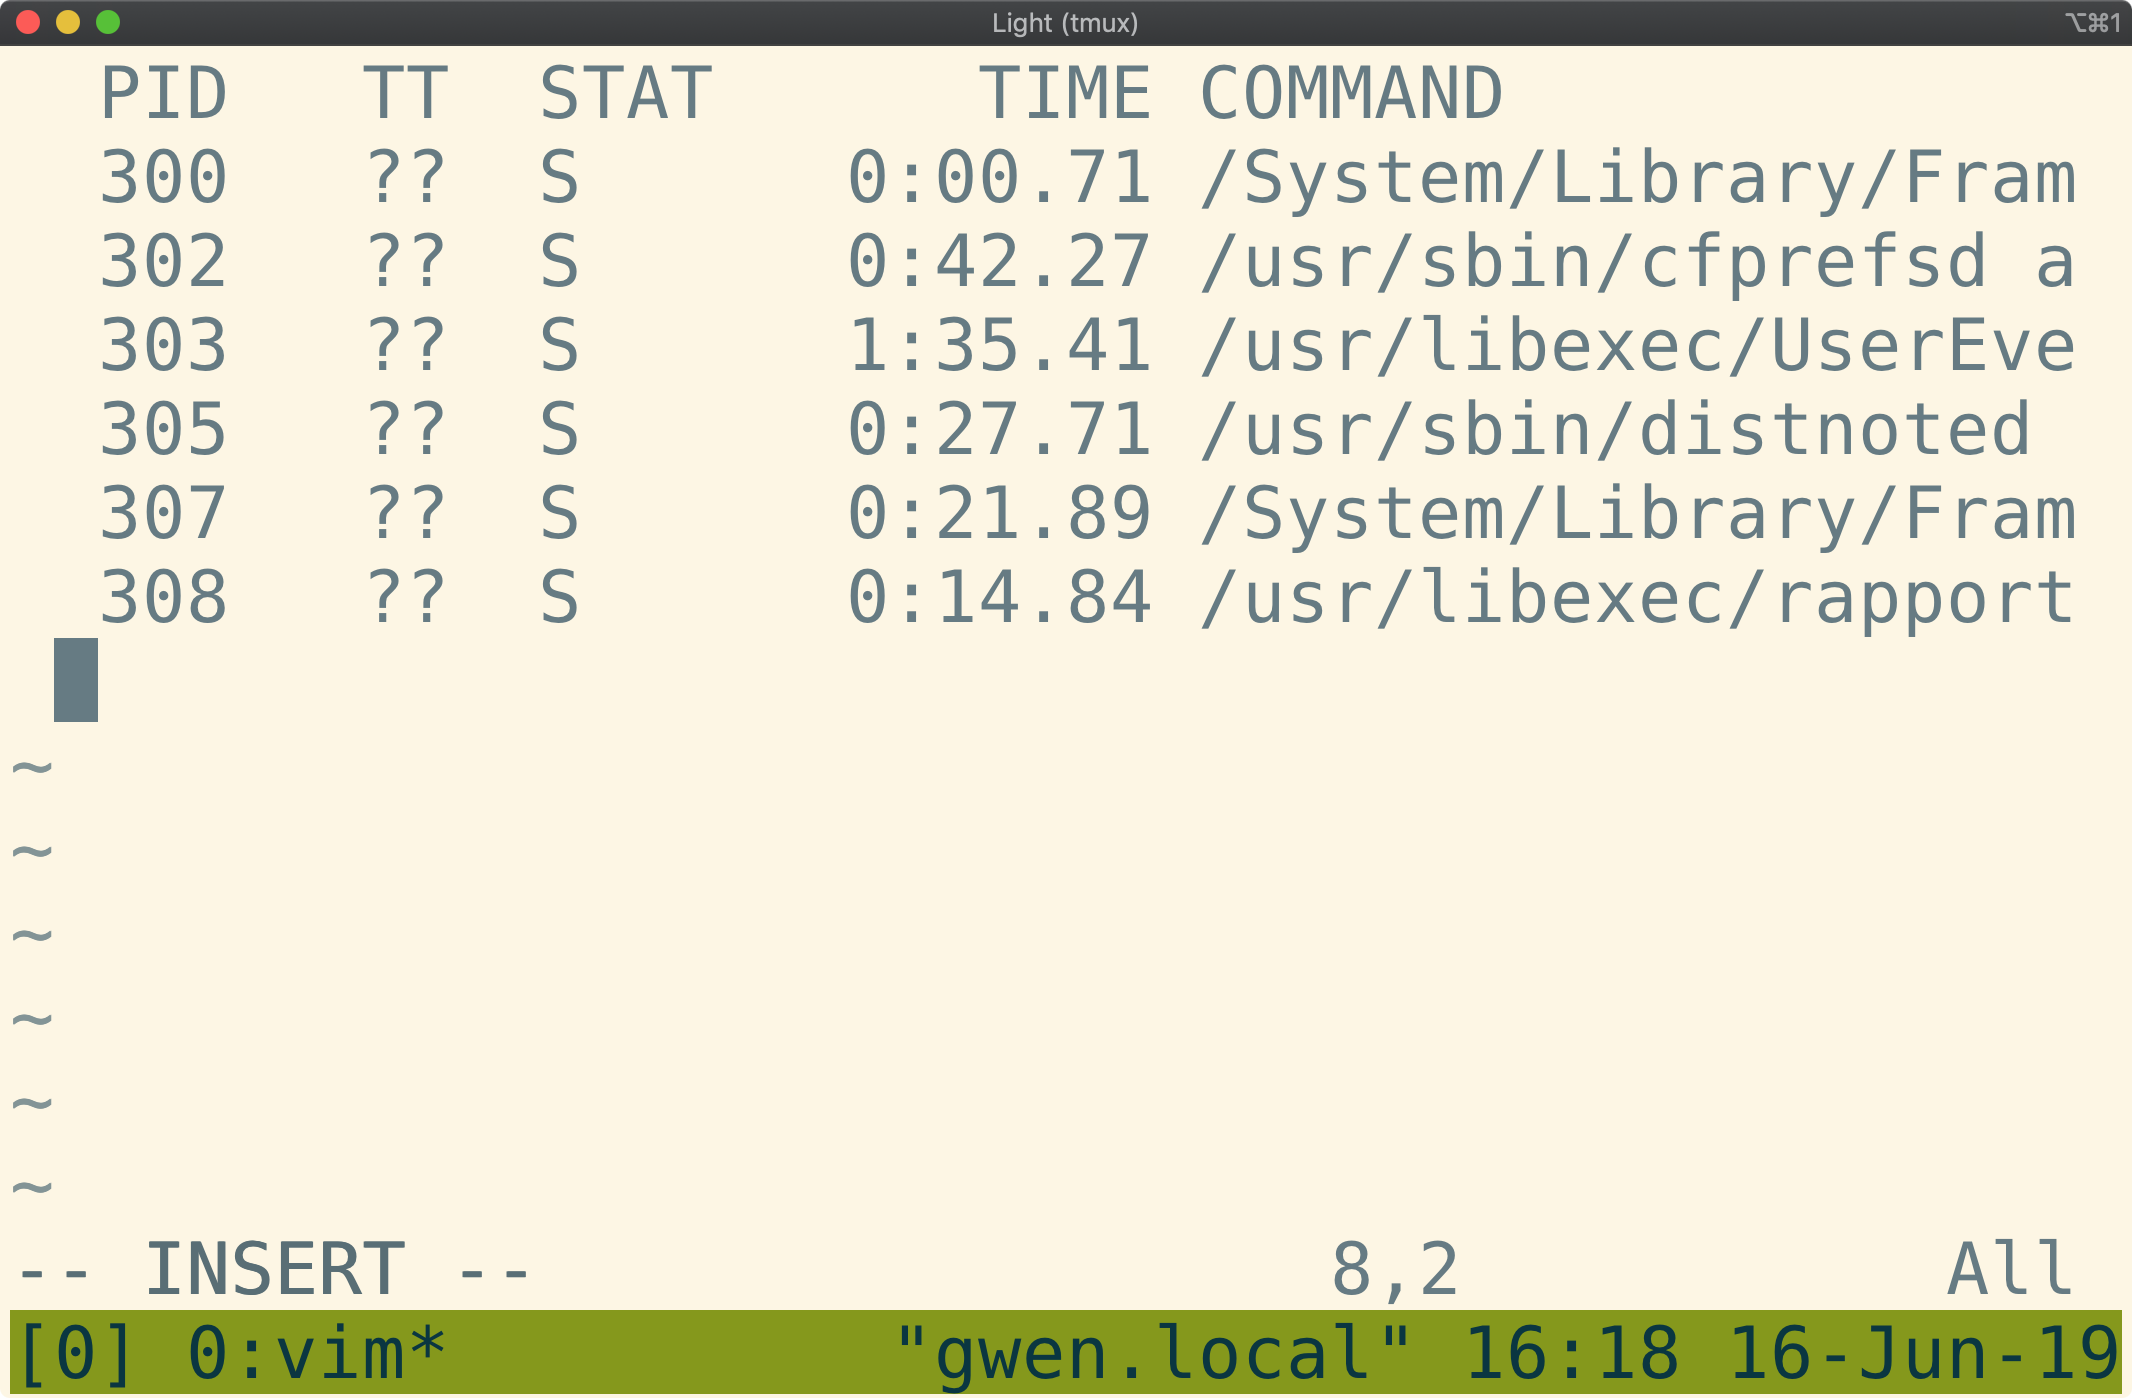 Light (tmux) ⌥⌘1
PID TT STAT TIME COMMAND
300 ?? S 0:00.71 /System/Library/Fram
302 ?? S 0:42.27 /usr/sbin/cfprefsd a
303 ?? S 1:35.41 /usr/libexec/UserEve
305 ?? S 0:27.71 /usr/sbin/distnoted
307 ?? S 0:21.89 /System/Library/Fram
308 ?? S 0:14.84 /usr/libexec/rapport
~
~
~
~
~
~
-- INSERT -- 8,2 All
[0] 0:vim* "gwen.local" 16:18 16-Jun-19